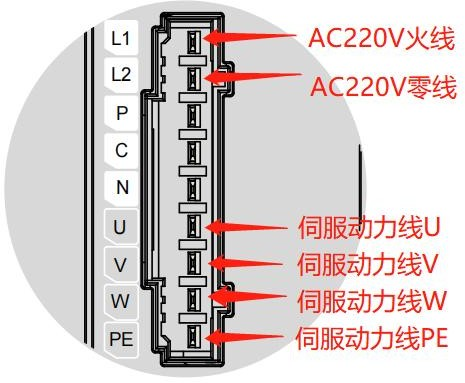 L1 AC220V火线
L2 AC220V零线
P
C
N
U 伺服动力线U
V 伺服动力线V
W 伺服动力线W
PE 伺服动力线PE